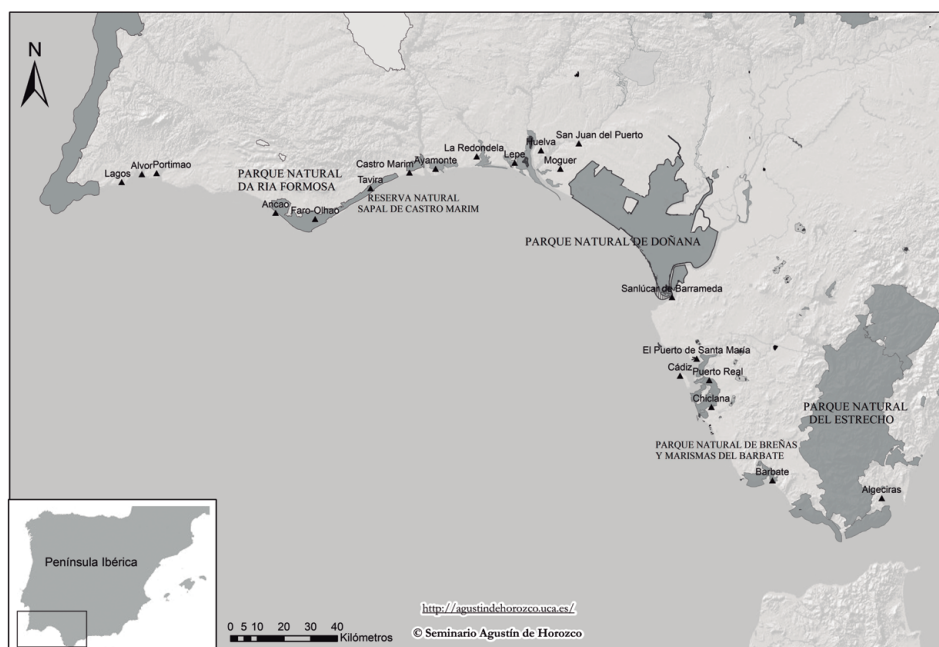 N
San Juan del Puerto
Huelva
La Redondela
Lepe
Moguer
Castro Marim
Ayamonte
Alvor
Portimao
Lagos
PARQUE NATURAL
DA RIA FORMOSA
Tavira
RESERVA NATURAL
SAPAL DE CASTRO MARIM
Ancao
Faro-Olhao
PARQUE NATURAL DE DOÑANA
Sanlúcar de Barrameda
El Puerto de Santa María
Cádiz
Puerto Real
Chiclana
PARQUE NATURAL
DEL ESTRECHO
PARQUE NATURAL DE BREÑAS
Y MARISMAS DEL BARBATE
Barbate
Algeciras
Península Ibérica
0 5 10 20 30 40
Kilómetros
http://agustindehorozco.uca.es/
© Seminario Agustín de Horozco